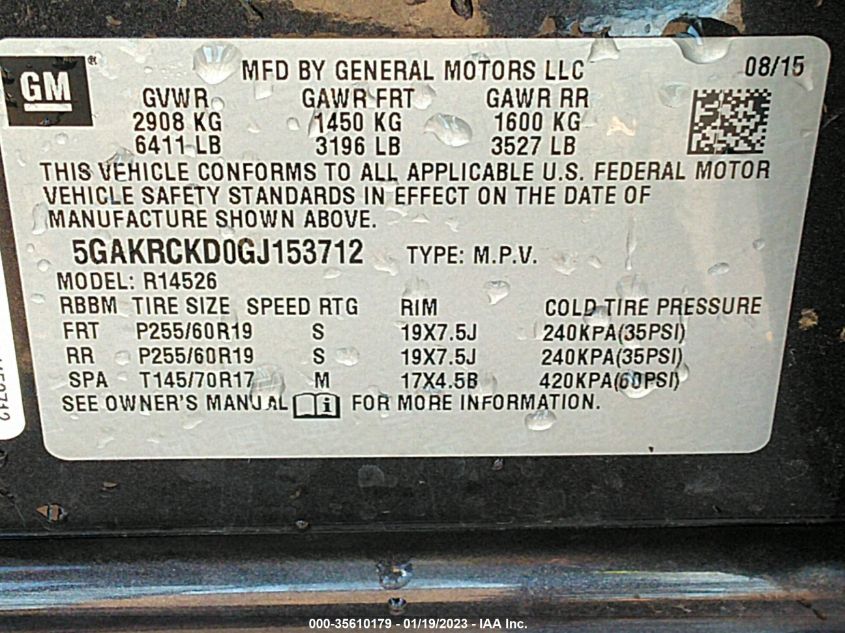 GM ® MFD BY GENERAL MOTORS LLC 08/15
GVWR GAWR FRT GAWR RR
2908 KG 1450 KG 1600 KG
6411 LB 3196 LB 3527 LB
THIS VEHICLE CONFORMS TO ALL APPLICABLE U.S. FEDERAL MOTOR
VEHICLE SAFETY STANDARDS IN EFFECT ON THE DATE OF
MANUFACTURE SHOWN ABOVE.
5GAKRCKD0GJ153712 TYPE: M.P.V.
MODEL: R14526
RBBM TIRE SIZE SPEED RTG RIM COLD TIRE PRESSURE
FRT P255/60R19 S 19X7.5J 240KPA(35PSI)
RR P255/60R19 S 19X7.5J 240KPA(35PSI)
SPA T145/70R17 M 17X4.5B 420KPA(60PSI)
SEE OWNER'S MANUAL i FOR MORE INFORMATION.
000-35610179 - 01/19/2023 - IAA Inc.